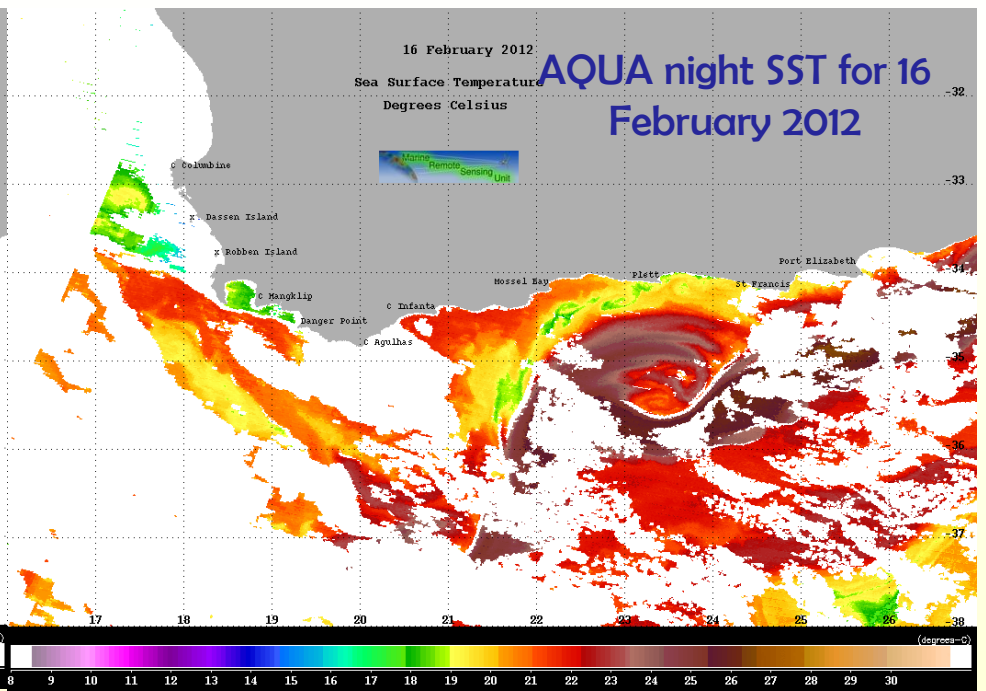 16 February 2012
Sea Surface Temperature
Degrees Celsius
AQUA night SST for 16
February 2012
Marine
Remote
Sensing
Unit
-32
C Columbine
-33
x Dassen Island
x Robben Island
Port Elizabeth
-34
Plett
Mossel Bay
St Francis
C Mangklip
C Infanta
Danger Point
C Agulhas
-35
-36
-37
17 18 19 20 21 22 23 24 25 26 -38
(degrees-C)
8 9 10 11 12 13 14 15 16 17 18 19 20 21 22 23 24 25 26 27 28 29 30